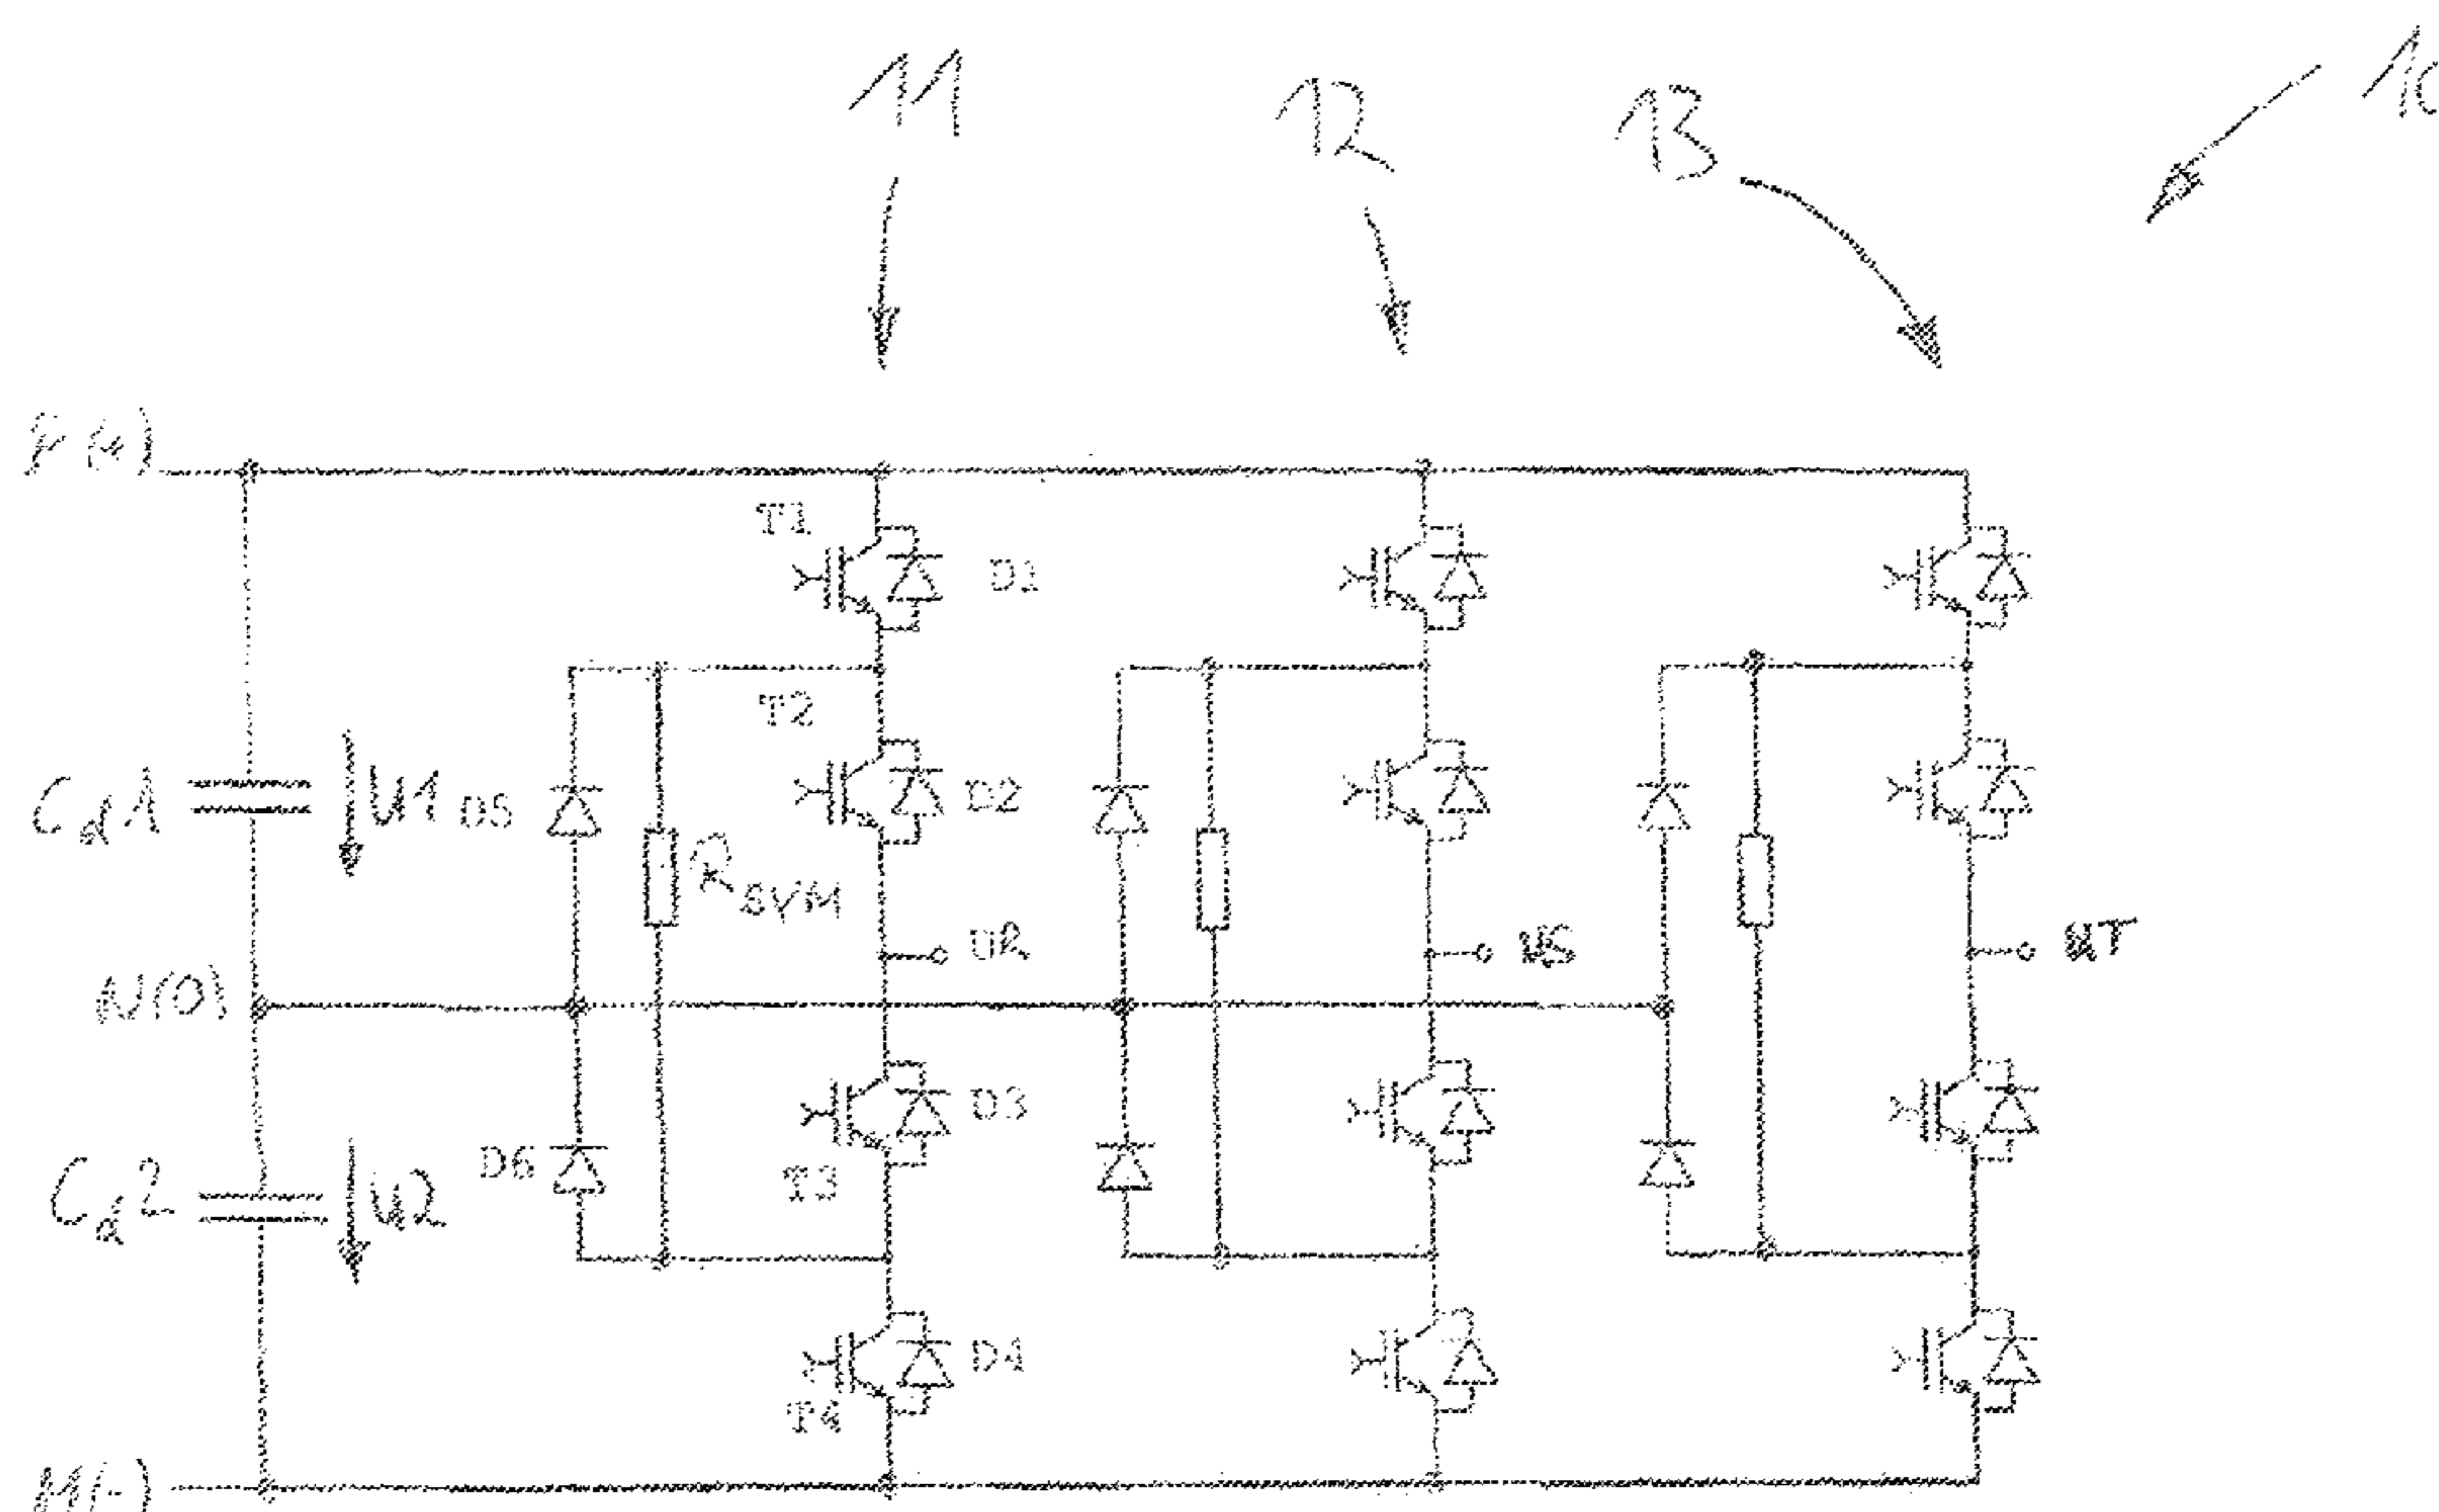 11
12
13
10
P(+)
T1
D1
T2
Cd1
U1
D5
D2
RSYM
UR
US
UT
N(0)
D3
D6
T3
Cd2
U2
D4
T4
M(-)